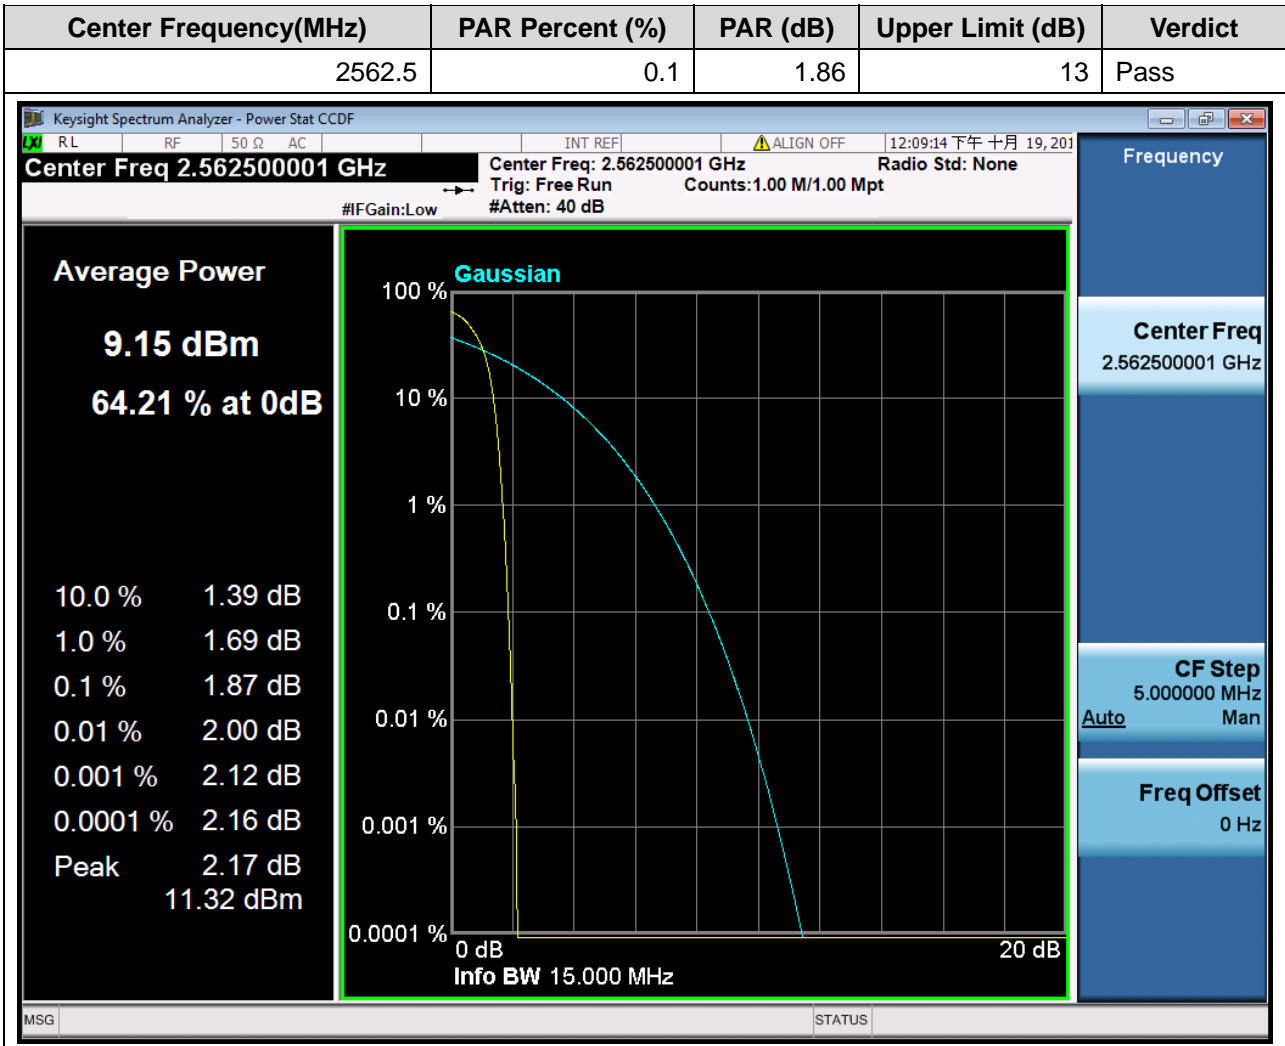 Center Frequency(MHz) PAR Percent (%) PAR (dB) Upper Limit (dB) Verdict
2562.5 0.1 1.86 13 Pass
Keysight Spectrum Analyzer - Power Stat CCDF
LXI RL RF 50 Ω AC INT REF ALIGN OFF 12:09:14 下午 十月 19, 201
Center Freq 2.562500001 GHz
Center Freq: 2.562500001 GHz Radio Std: None
Trig: Free Run Counts:1.00 M/1.00 Mpt
#IFGain:Low #Atten: 40 dB
Average Power
9.15 dBm
64.21 % at 0dB
10.0 % 1.39 dB
1.0 % 1.69 dB
0.1 % 1.87 dB
0.01 % 2.00 dB
0.001 % 2.12 dB
0.0001 % 2.16 dB
Peak 2.17 dB
11.32 dBm
Gaussian
100 %
10 %
1 %
0.1 %
0.01 %
0.001 %
0.0001 %
0 dB 20 dB
Info BW 15.000 MHz
Frequency
Center Freq
2.562500001 GHz
CF Step
5.000000 MHz
Auto Man
Freq Offset
0 Hz
MSG STATUS